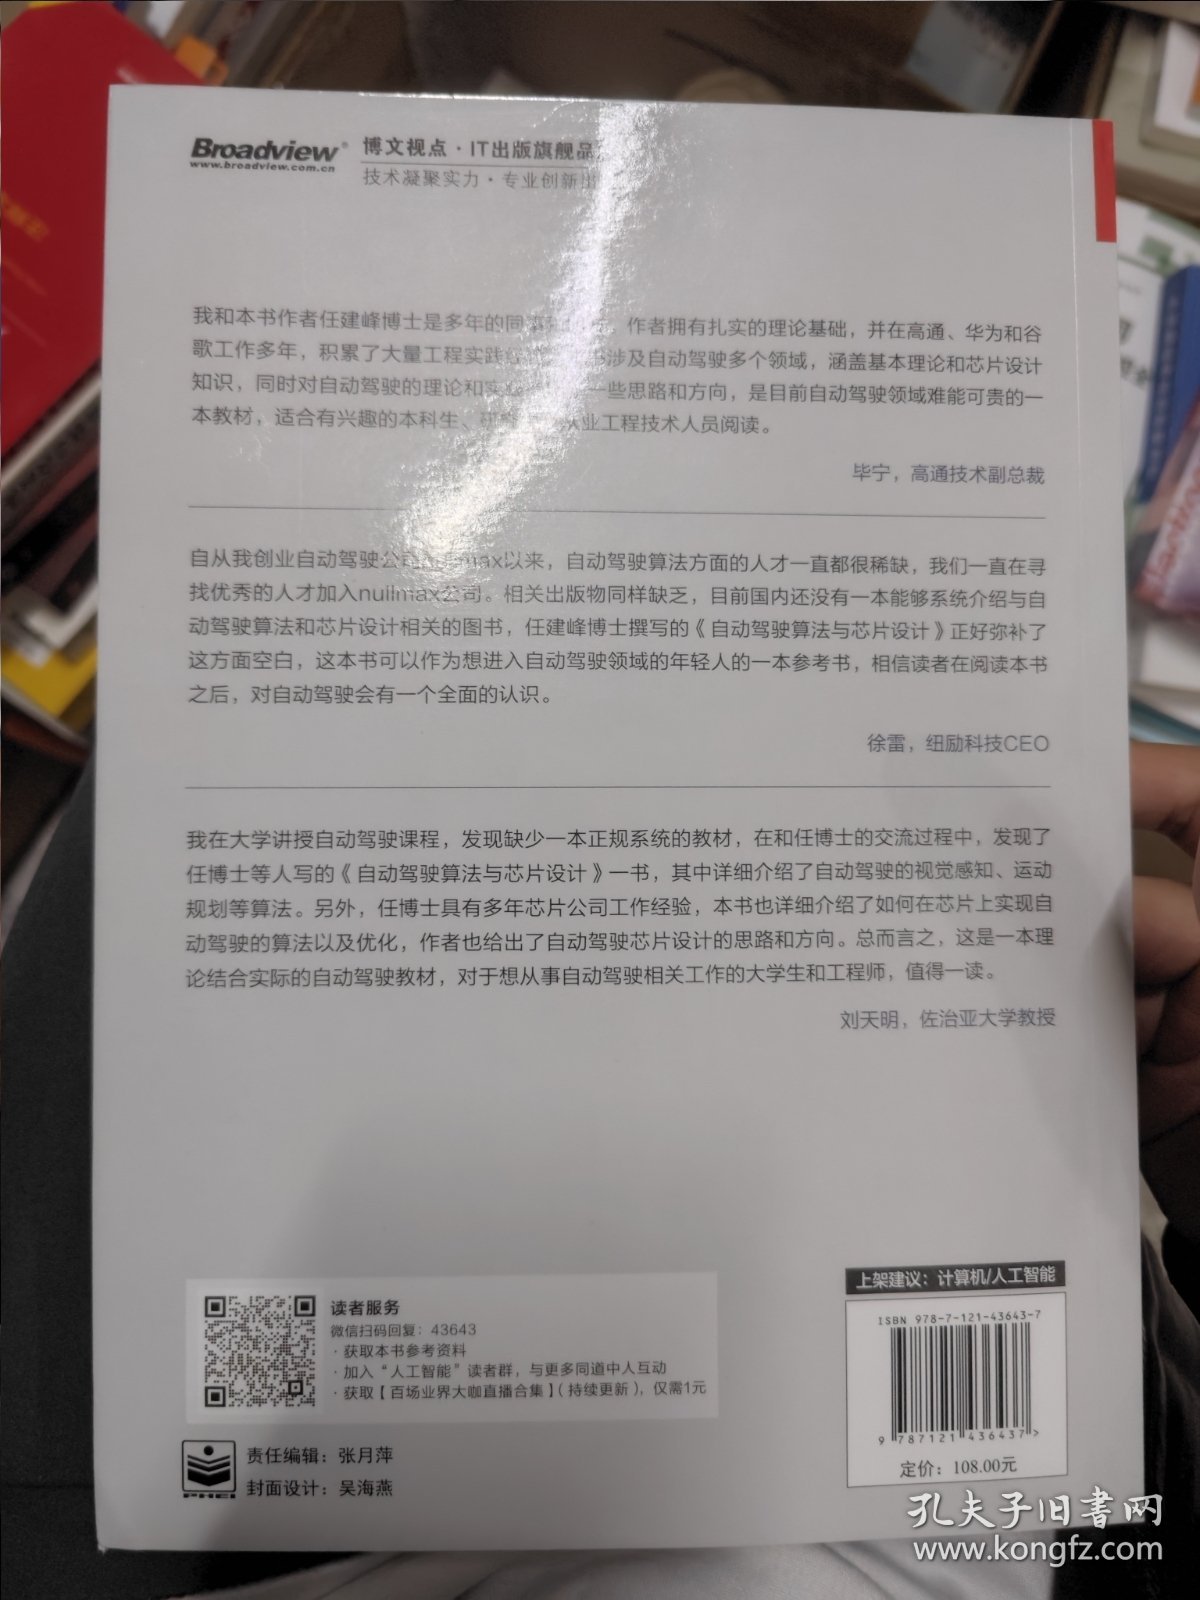 Broadview®
www.broadview.com.cn
博文视点·IT出版旗舰品
技术凝聚实力·专业创新出
我和本书作者任建峰博士是多年的同 作者拥有扎实的理论基础，并在高通、华为和谷
歌工作多年，积累了大量工程实践 涉及自动驾驶多个领域，涵盖基本理论和芯片设计
知识，同时对自动驾驶的理论和实 一些思路和方向，是目前自动驾驶领域难能可贵的一
本教材，适合有兴趣的本科生、 业工程技术人员阅读。
毕宁，高通技术副总裁
自从我创业自动驾驶公司 max以来，自动驾驶算法方面的人才一直都很稀缺，我们一直在寻
找优秀的人才加入nullmax公司。相关出版物同样缺乏，目前国内还没有一本能够系统介绍与自
动驾驶算法和芯片设计相关的图书，任建峰博士撰写的《自动驾驶算法与芯片设计》正好弥补了
这方面空白，这本书可以作为想进入自动驾驶领域的年轻人的一本参考书，相信读者在阅读本书
之后，对自动驾驶会有一个全面的认识。
徐雷，纽励科技CEO
我在大学讲授自动驾驶课程，发现缺少一本正规系统的教材，在和任博士的交流过程中，发现了
任博士等人写的《自动驾驶算法与芯片设计》一书，其中详细介绍了自动驾驶的视觉感知、运动
规划等算法。另外，任博士具有多年芯片公司工作经验，本书也详细介绍了如何在芯片上实现自
动驾驶的算法以及优化，作者也给出了自动驾驶芯片设计的思路和方向。总而言之，这是一本理
论结合实际的自动驾驶教材，对于想从事自动驾驶相关工作的大学生和工程师，值得一读。
刘天明，佐治亚大学教授
读者服务
微信扫码回复：43643
·获取本书参考资料
·加入“人工智能”读者群，与更多同道中人互动
·获取【百场业界大咖直播合集】（持续更新），仅需1元
PHEI
责任编辑：张月萍
封面设计：吴海燕
上架建议：计算机/人工智能
ISBN 978-7-121-43643-7
9 787121 436437 >
定价：108.00元
孔夫子旧书网
www.kongfz.com